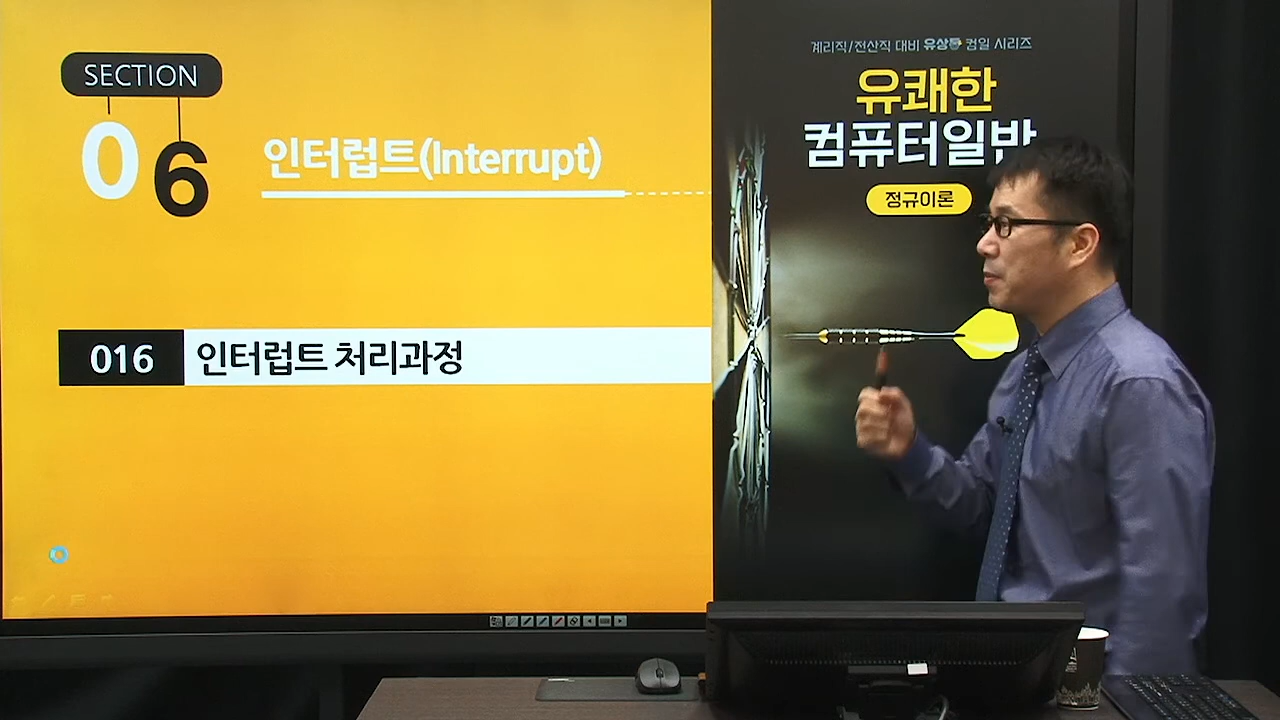 SECTION
06
인터럽트(Interrupt)
016 인터럽트 처리과정
계리직/전산직 대비 유상통 컴일 시리즈
유쾌한
컴퓨터일반
정규이론